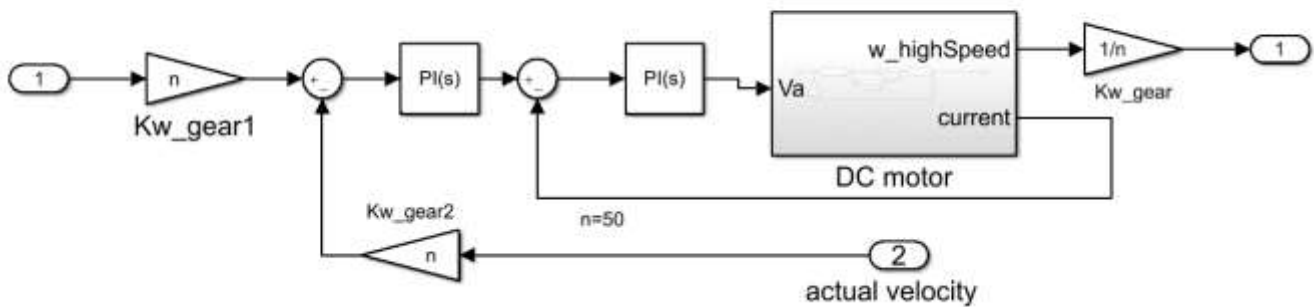 1
n
Kw_gear1
+
-
PI(s)
+
-
PI(s)
Va
w_highSpeed
current
DC motor
1/n
Kw_gear
1
Kw_gear2
n
n=50
2
actual velocity